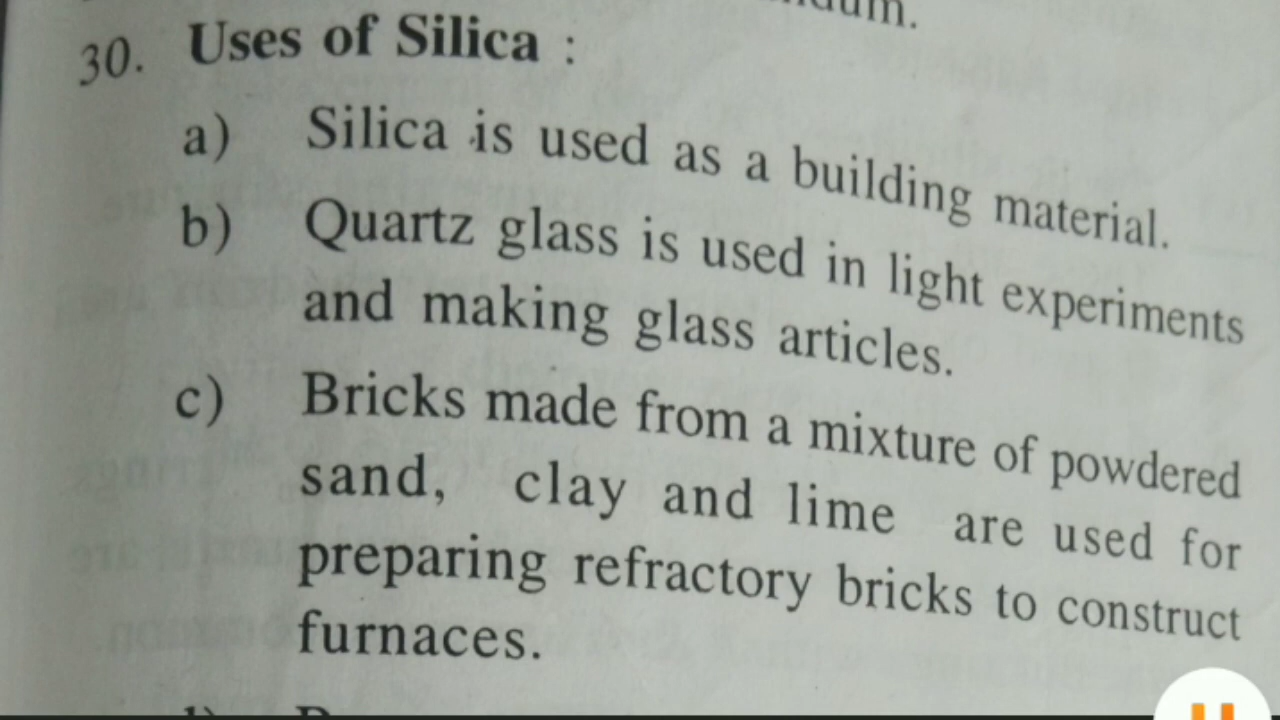 30. Uses of Silica :
a) Silica is used as a building material.
b) Quartz glass is used in light experiments
and making glass articles.
c) Bricks made from a mixture of powdered
sand, clay and lime are used for
preparing refractory bricks to construct
furnaces.